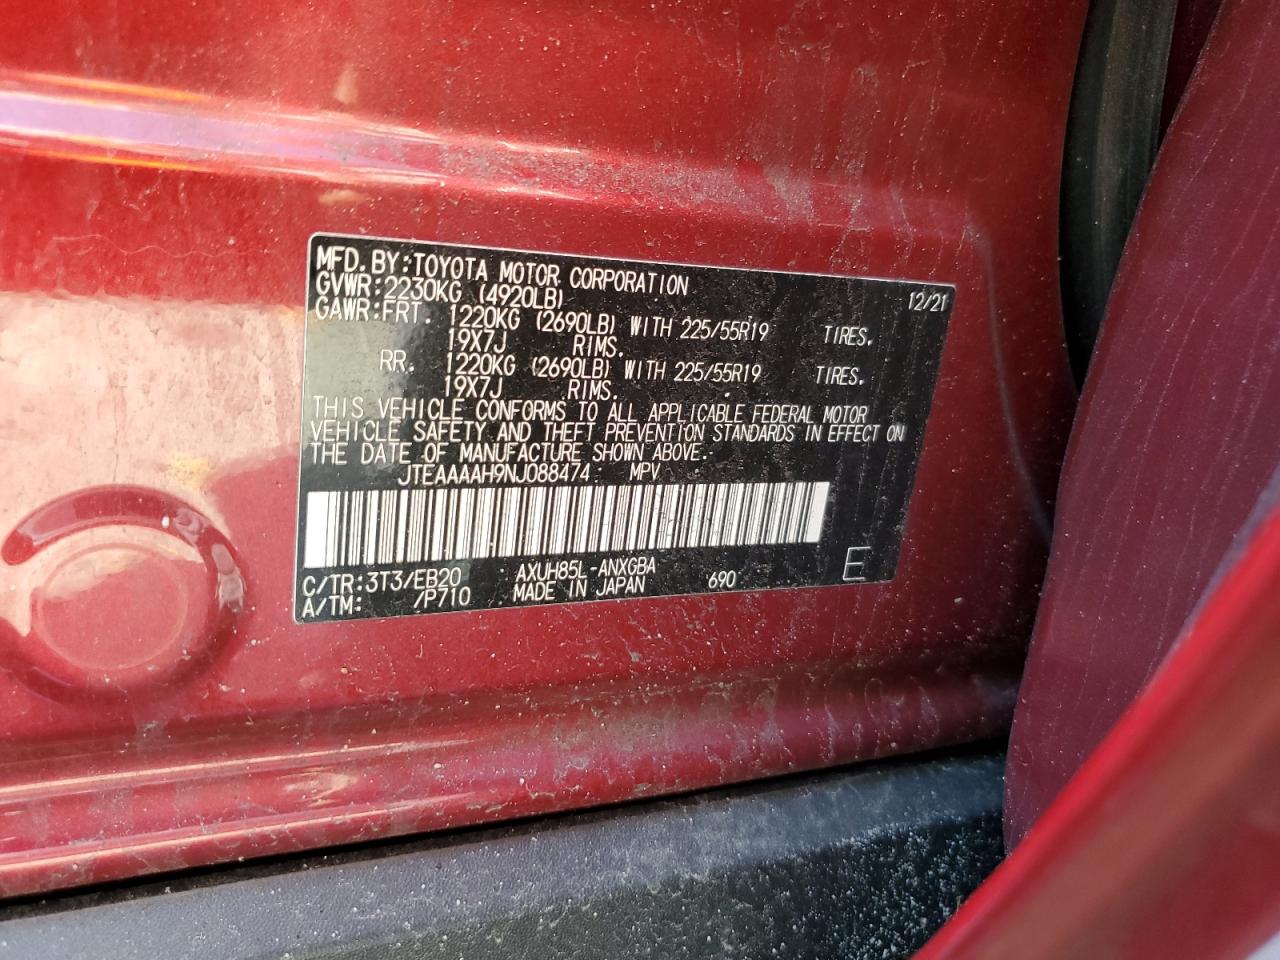 MFD. BY:TOYOTA MOTOR CORPORATION 12/21
GVWR:2230KG (4920LB)
GAWR:FRT. 1220KG (2690LB) WITH 225/55R19 TIRES.
19X7J RIMS.
RR. 1220KG (2690LB) WITH 225/55R19 TIRES.
19X7J RIMS.
THIS VEHICLE CONFORMS TO ALL APPLICABLE FEDERAL MOTOR
VEHICLE SAFETY AND THEFT PREVENTION STANDARDS IN EFFECT ON
THE DATE OF MANUFACTURE SHOWN ABOVE.
JTEAAAAH9NJ088474 MPV
C/TR:3T3/EB20 AXUH85L-ANXGBA
A/TM: /P710 MADE IN JAPAN 690 E